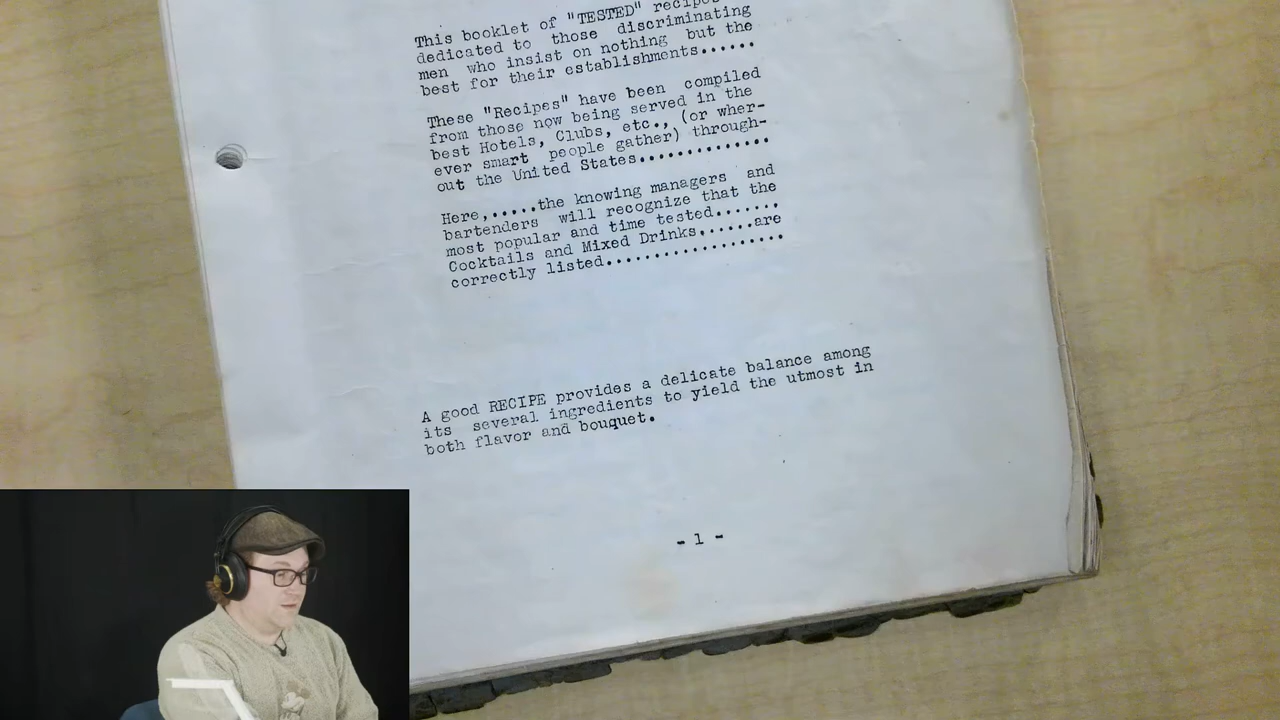 This booklet of "TESTED" recipes
dedicated to those discriminating
men who insist on nothing but the
best for their establishments......
These "Recipes" have been compiled
from those now being served in the
best Hotels, Clubs, etc., (or wher-
ever smart people gather) through-
out the United States.............
Here,.....the knowing managers and
bartenders will recognize that the
most popular and time tested.......
Cocktails and Mixed Drinks......are
correctly listed..................
A good RECIPE provides a delicate balance among
its several ingredients to yield the utmost in
both flavor and bouquet.
- 1 -